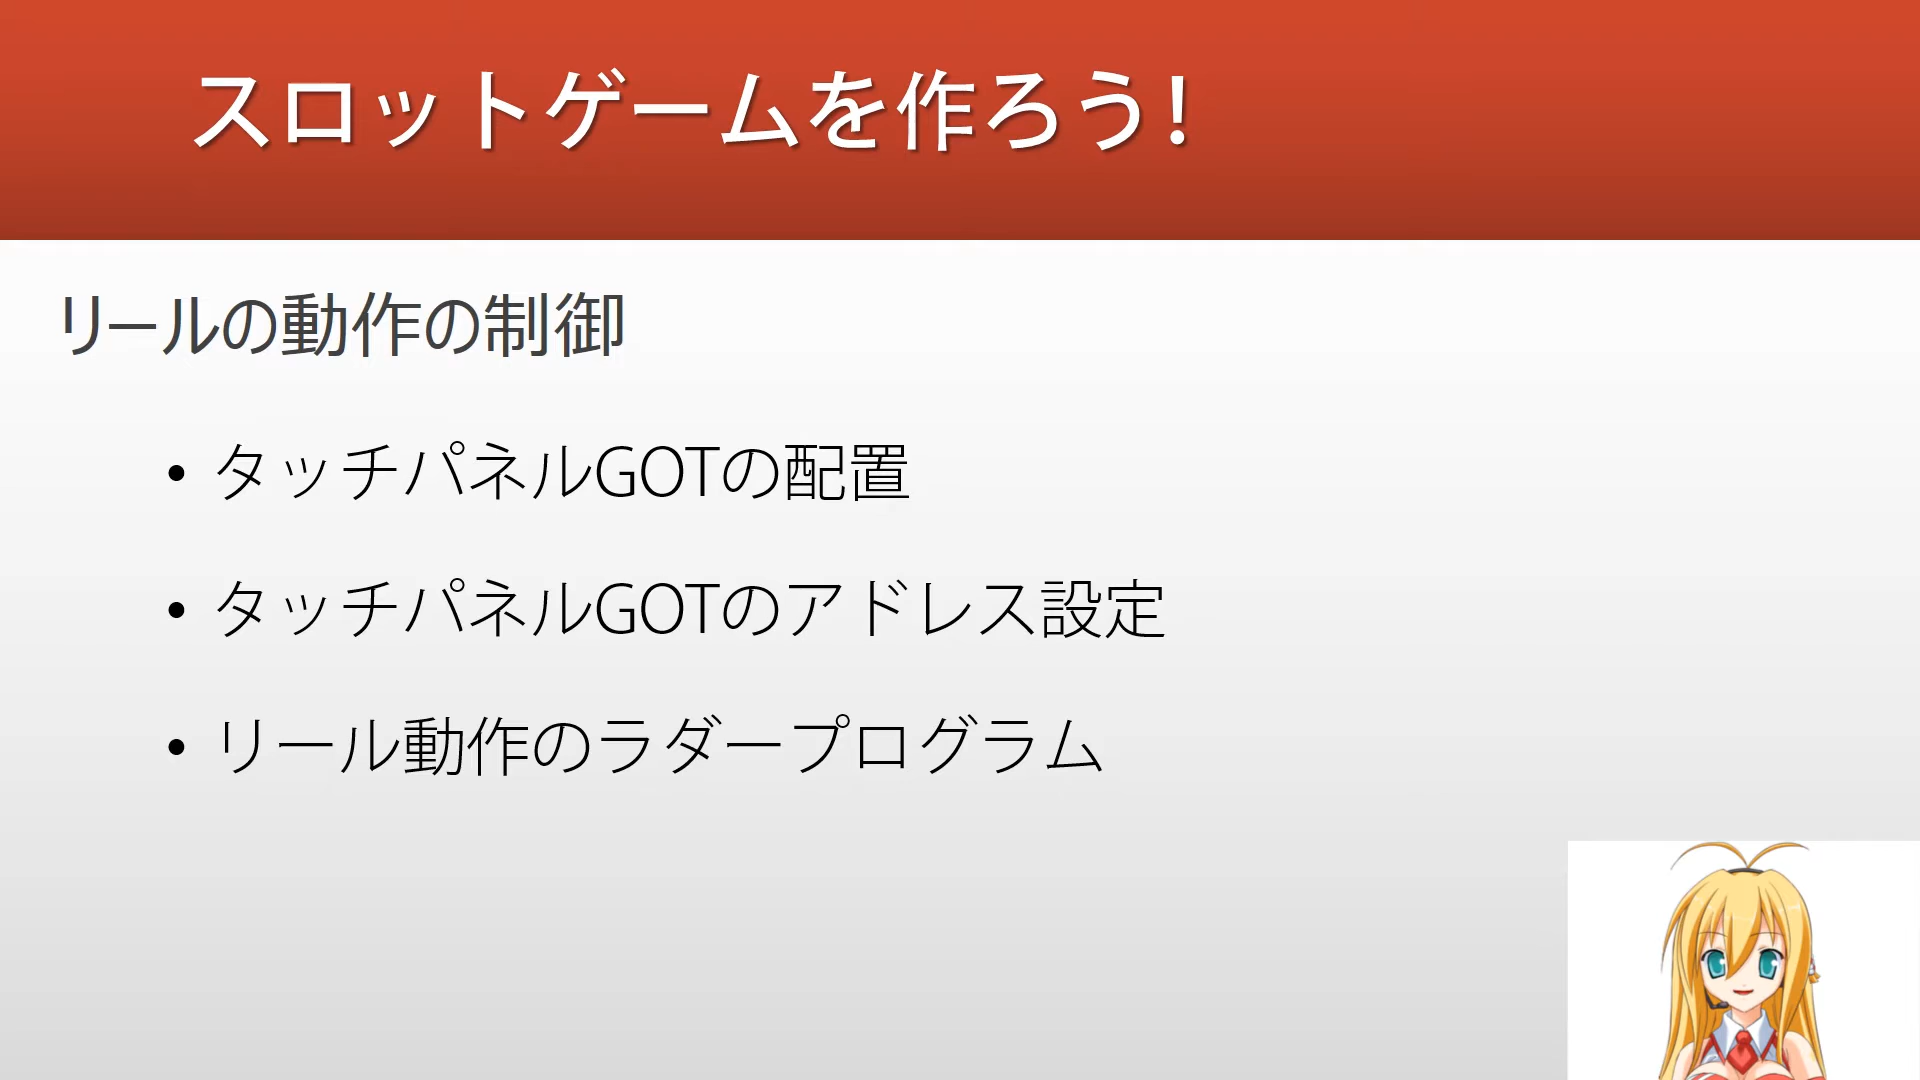 スロットゲームを作ろう!
リールの動作の制御
• タッチパネルGOTの配置
• タッチパネルGOTのアドレス設定
• リール動作のラダープログラム